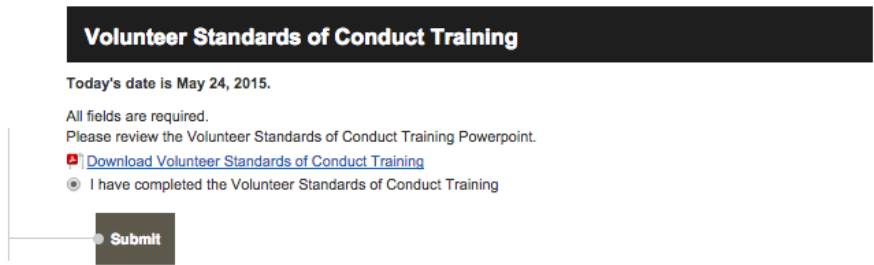 Volunteer Standards of Conduct Training
Today's date is May 24, 2015.
All fields are required.
Please review the Volunteer Standards of Conduct Training Powerpoint.
Download Volunteer Standards of Conduct Training
I have completed the Volunteer Standards of Conduct Training
Submit